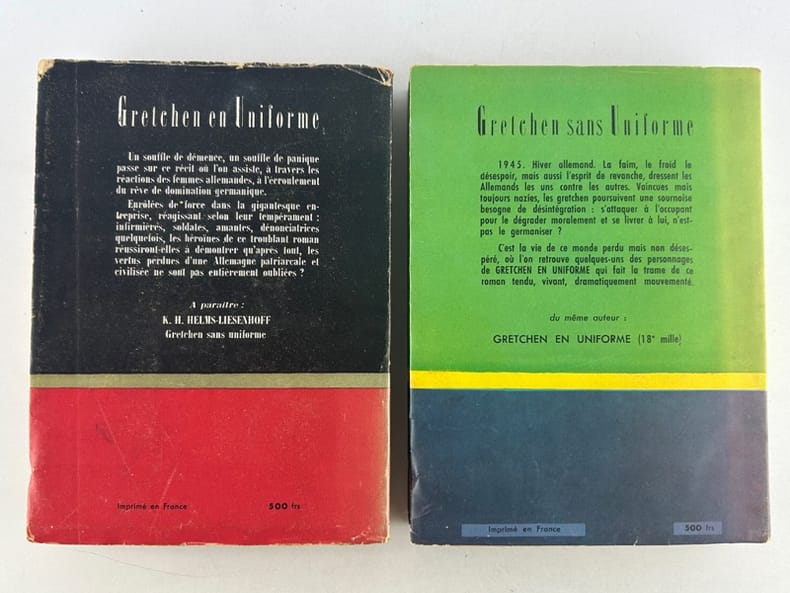 Gretchen en Uniforme
Un souffle de démence, un souffle de panique
passe sur ce récit où l'on assiste, à travers les
réactions des femmes allemandes, à l'écroulement
du rêve de domination germanique.
Enrôlées de force dans la gigantesque en-
treprise, réagissant selon leur tempérament :
infirmières, soldates, amantes, dénonciatrices
quelquefois, les héroïnes de ce troublant roman
réussiront-elles à démontrer qu'après tout, les
vertus perdues d'une Allemagne patriarcale et
civilisée ne sont pas entièrement oubliées ?
A paraître :
K. H. HELMS-LIESENHOFF
Gretchen sans uniforme
Imprimé en France
500 frs
Gretchen sans Uniforme
1945. Hiver allemand. La faim, le froid le
désespoir, mais aussi l'esprit de revanche, dressent les
Allemands les uns contre les autres. Vaincues mais
toujours nazies, les gretchen poursuivent une sournoise
besogne de désintégration : s'attaquer à l'occupant
pour le dégrader moralement et se livrer à lui, n'est-
pas le germaniser ?
C'est la vie de ce monde perdu mais non déses-
péré, où l'on retrouve quelques-uns des personnages
de GRETCHEN EN UNIFORME qui fait la trame de ce
roman tendu, vivant, dramatiquement mouvementé.
du même auteur :
GRETCHEN EN UNIFORME (18e mille)
Imprimé en France
500 frs